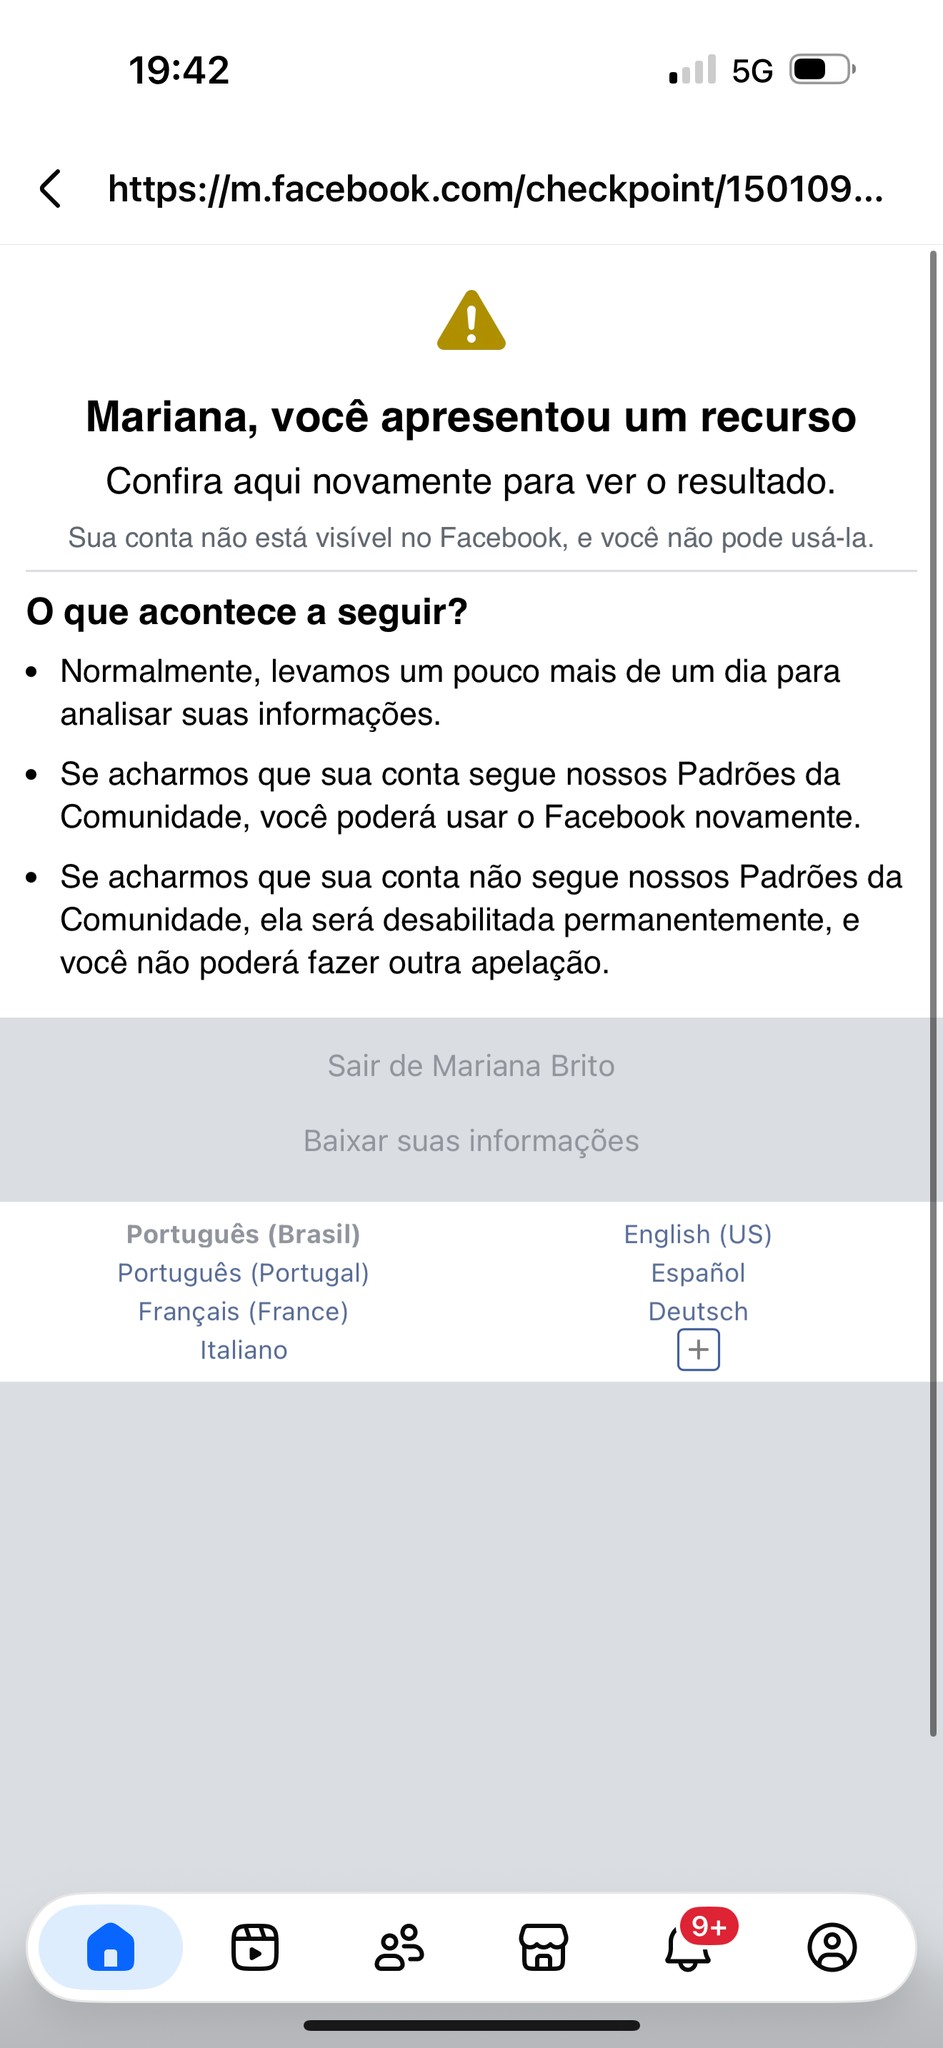 19:42
5G
https://m.facebook.com/checkpoint/150109...
Mariana, você apresentou um recurso
Confira aqui novamente para ver o resultado.
Sua conta não está visível no Facebook, e você não pode usá-la.
O que acontece a seguir?
• Normalmente, levamos um pouco mais de um dia para
analisar suas informações.
• Se acharmos que sua conta segue nossos Padrões da
Comunidade, você poderá usar o Facebook novamente.
• Se acharmos que sua conta não segue nossos Padrões da
Comunidade, ela será desabilitada permanentemente, e
você não poderá fazer outra apelação.
Sair de Mariana Brito
Baixar suas informações
Português (Brasil)
English (US)
Português (Portugal)
Español
Français (France)
Deutsch
Italiano
9+